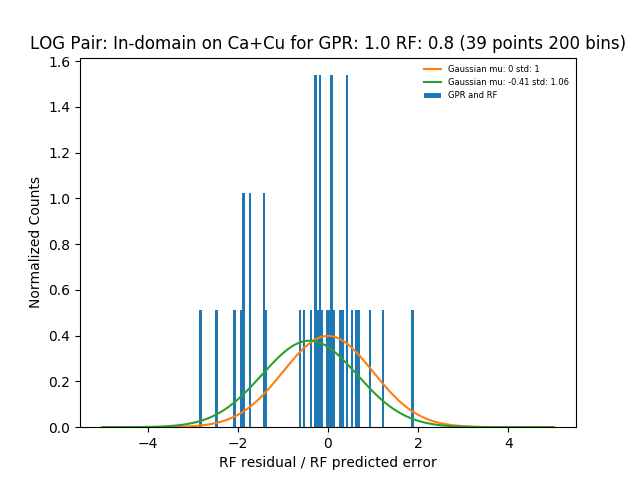 LOG Pair: In-domain on Ca+Cu for GPR: 1.0 RF: 0.8 (39 points 200 bins)
Gaussian mu: 0 std: 1
Gaussian mu: -0.41 std: 1.06
GPR and RF
Normalized Counts
1.6
1.4
1.2
1.0
0.8
0.6
0.4
0.2
0.0
−4 −2 0 2 4
RF residual / RF predicted error